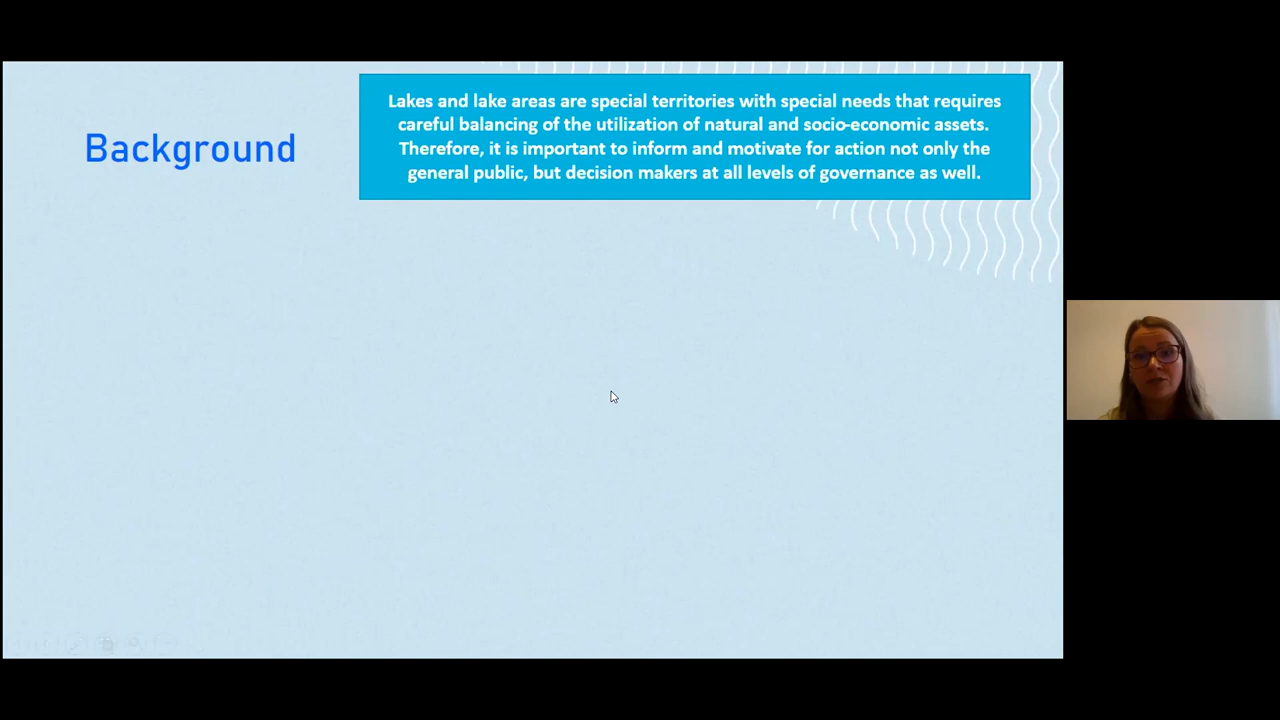 Background
Lakes and lake areas are special territories with special needs that requires
careful balancing of the utilization of natural and socio-economic assets.
Therefore, it is important to inform and motivate for action not only the
general public, but decision makers at all levels of governance as well.